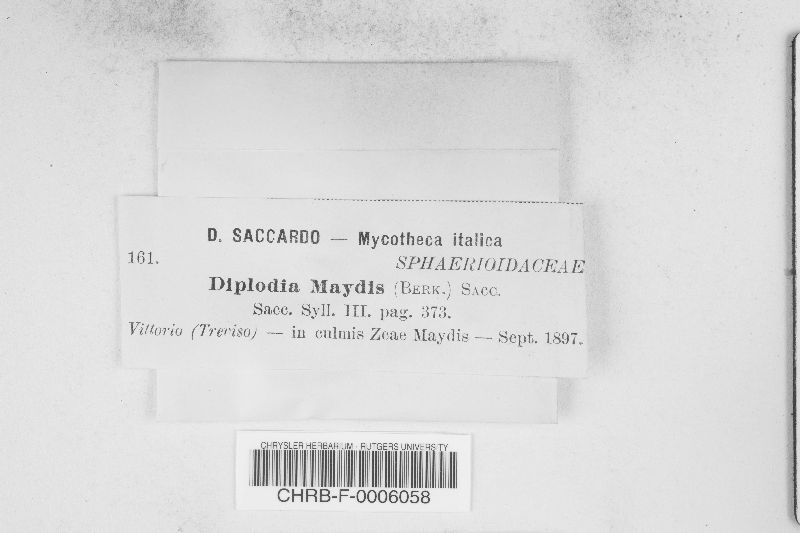 D. SACCARDO — Mycotheca italica
161.
SPHAERIOIDACEAE
Diplodia Maydis (BERK.) SACC.
Sacc. Syll. III. pag. 373.
Vittorio (Treviso) — in culmis Zeae Maydis — Sept. 1897.
CHRYSLER HERBARIUM - RUTGERS UNIVERSITY
CHRB-F-0006058